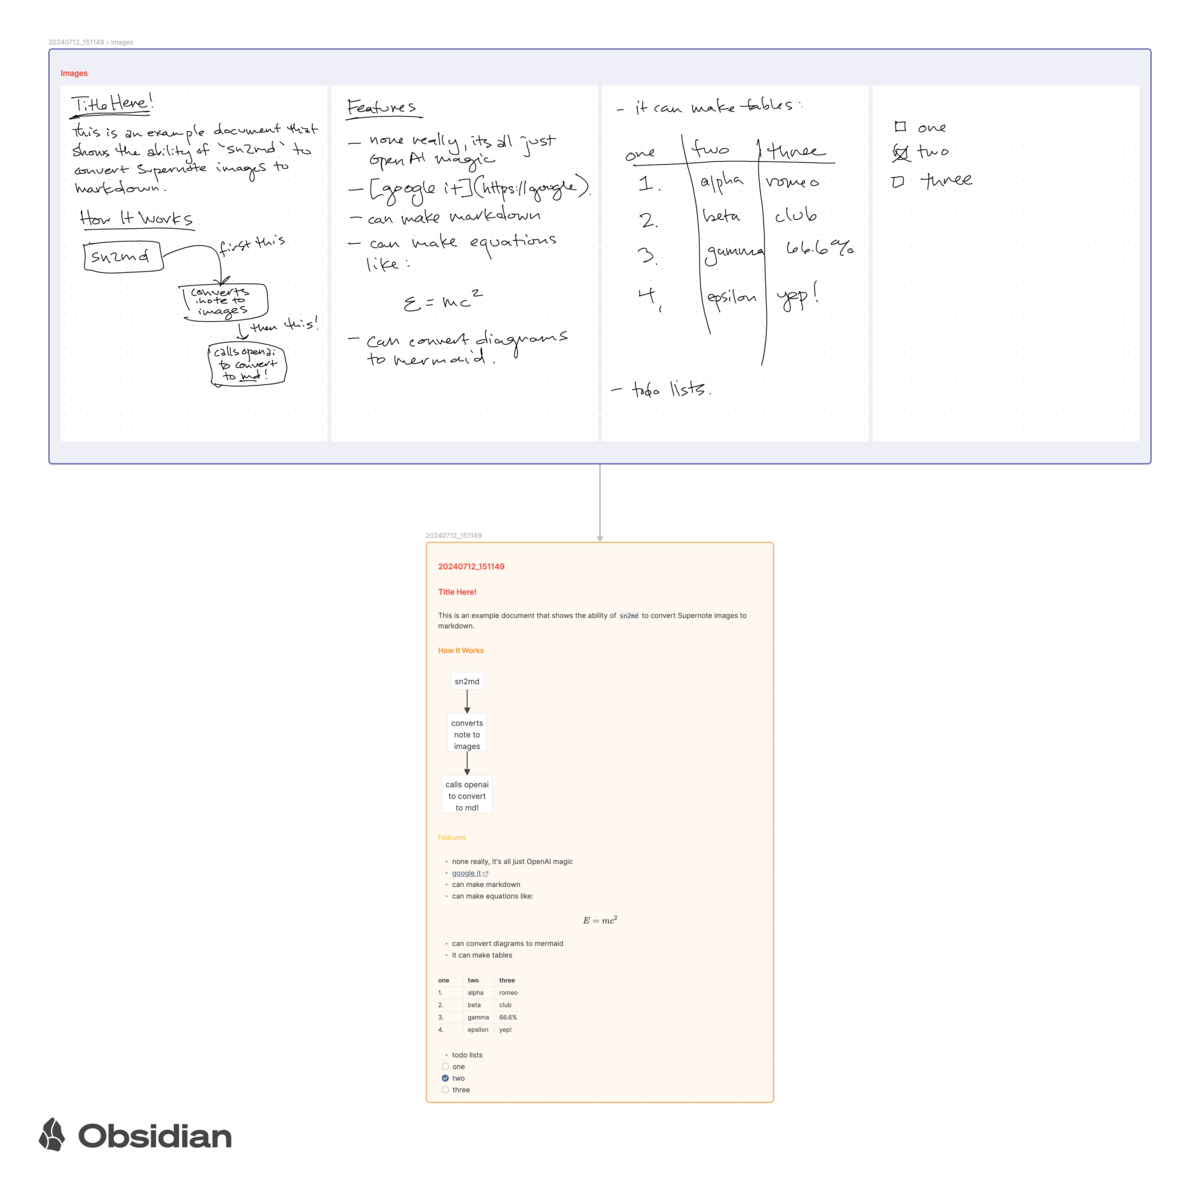 20240712_151149 › Images
Images
Title Here!
This is an example document that
shows the ability of `sn2md` to
convert Supernote images to
markdown.
How It Works
sn2md
first this
converts
note to
images
then this!
calls openai
to convert
to md!
Features
- none really, its all just
OpenAI magic
- [google it](https://google).
- can make markdown
- can make equations
like:
E = mc²
- can convert diagrams
to mermaid.
- it can make tables:
one two three
1. alpha romeo
2. beta club
3. gamma 66.6%
4. epsilon yep!
- todo lists.
☐ one
☒ two
☐ three
20240712_151149
20240712_151149
Title Here!
This is an example document that shows the ability of sn2md to convert Supernote images to
markdown.
How It Works
sn2md
converts
note to
images
calls openai
to convert
to md!
Features
• none really, it's all just OpenAI magic
• google it
• can make markdown
• can make equations like:
E = mc²
• can convert diagrams to mermaid
• it can make tables
one two three
1. alpha romeo
2. beta club
3. gamma 66.6%
4. epsilon yep!
• todo lists
one
two
three
Obsidian